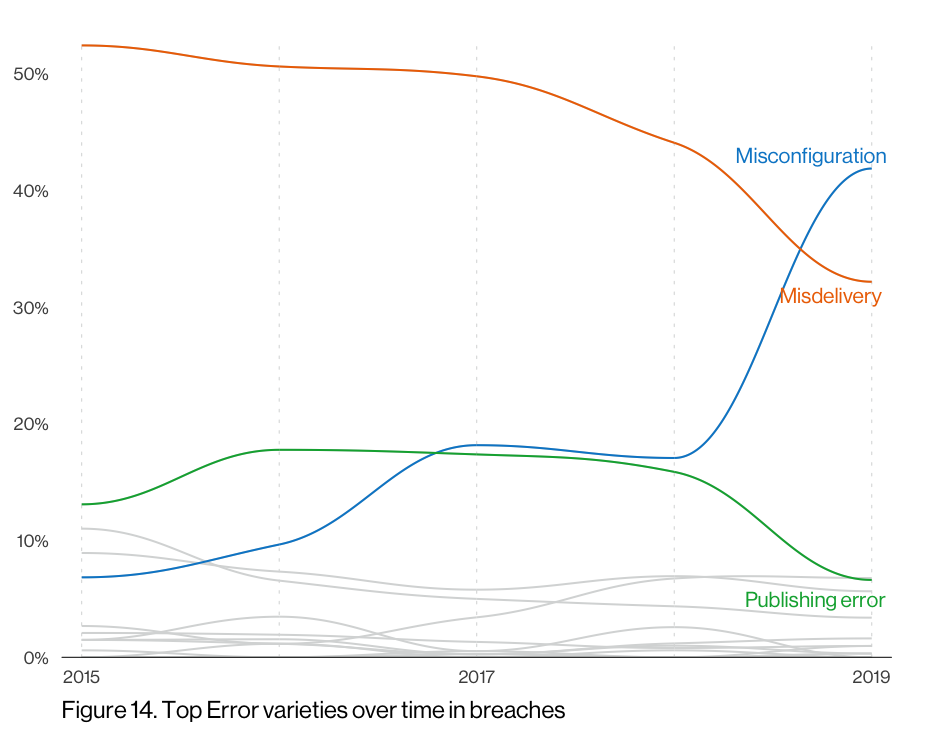 50%
Misconfiguration
40%
30%
Misdelivery
20%
10%
Publishing error
0%
2015 2017 2019
Figure 14. Top Error varieties over time in breaches